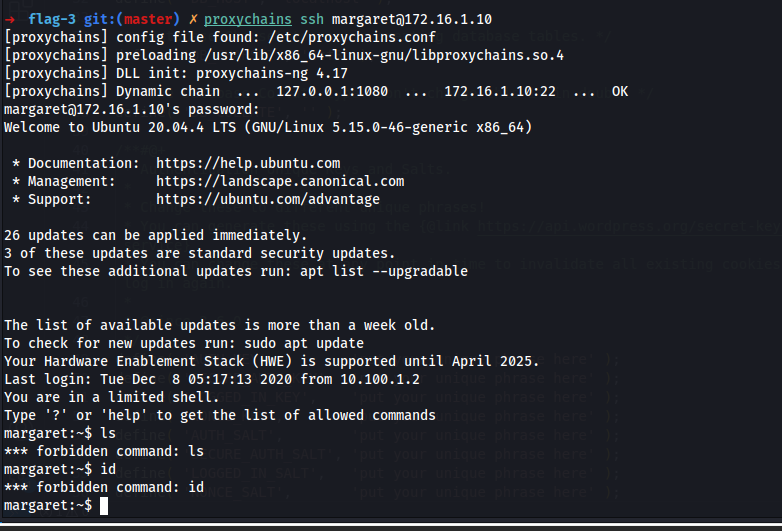 → flag-3 git:(master) ✗ proxychains ssh margaret@172.16.1.10
[proxychains] config file found: /etc/proxychains.conf
[proxychains] preloading /usr/lib/x86_64-linux-gnu/libproxychains.so.4
[proxychains] DLL init: proxychains-ng 4.17
[proxychains] Dynamic chain  ...  127.0.0.1:1080  ...  172.16.1.10:22  ...  OK
margaret@172.16.1.10's password:
Welcome to Ubuntu 20.04.4 LTS (GNU/Linux 5.15.0-46-generic x86_64)

 * Documentation:  https://help.ubuntu.com
 * Management:     https://landscape.canonical.com
 * Support:        https://ubuntu.com/advantage

26 updates can be applied immediately.
3 of these updates are standard security updates.
To see these additional updates run: apt list --upgradable

The list of available updates is more than a week old.
To check for new updates run: sudo apt update
Your Hardware Enablement Stack (HWE) is supported until April 2025.
Last login: Tue Dec  8 05:17:13 2020 from 10.100.1.2
You are in a limited shell.
Type '?' or 'help' to get the list of allowed commands
margaret:~$ ls
*** forbidden command: ls
margaret:~$ id
*** forbidden command: id
margaret:~$